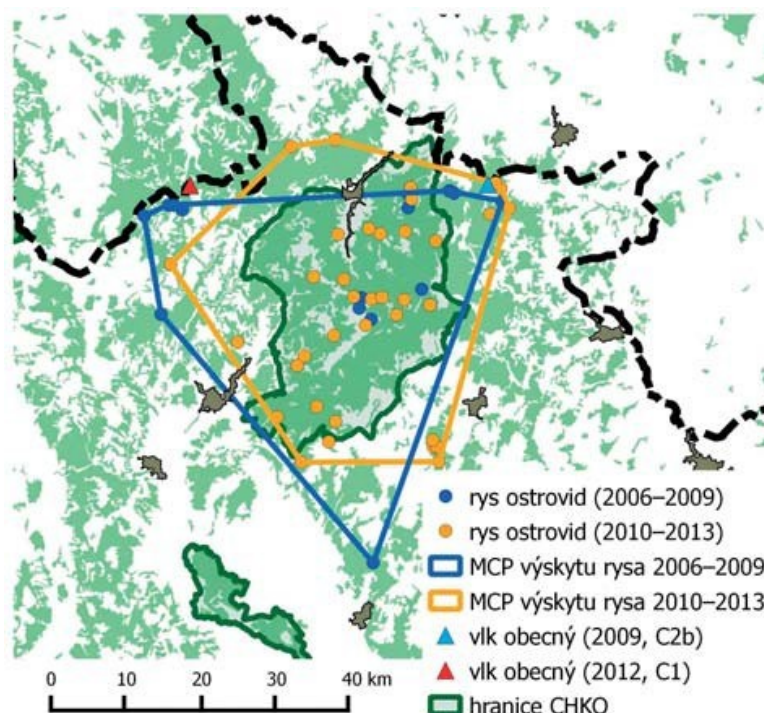 rys ostrovid (2006–2009)
rys ostrovid (2010–2013)
MCP výskytu rysa 2006–2009
MCP výskytu rysa 2010–2013
vlk obecný (2009, C2b)
vlk obecný (2012, C1)
hranice CHKO
0 10 20 30 40 km